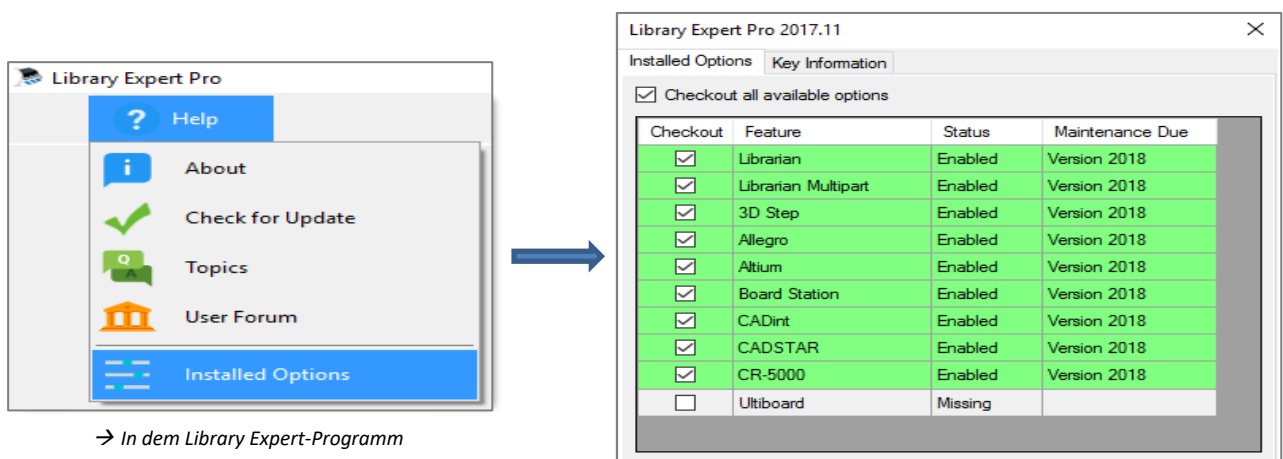 Library Expert Pro
? Help
i About
Check for Update
Q A Topics
User Forum
Installed Options
→ In dem Library Expert-Programm
Library Expert Pro 2017.11
Installed Options Key Information
Checkout all available options
Checkout Feature Status Maintenance Due
Librarian Enabled Version 2018
Librarian Multipart Enabled Version 2018
3D Step Enabled Version 2018
Allegro Enabled Version 2018
Altium Enabled Version 2018
Board Station Enabled Version 2018
CADint Enabled Version 2018
CADSTAR Enabled Version 2018
CR-5000 Enabled Version 2018
Ultiboard Missing